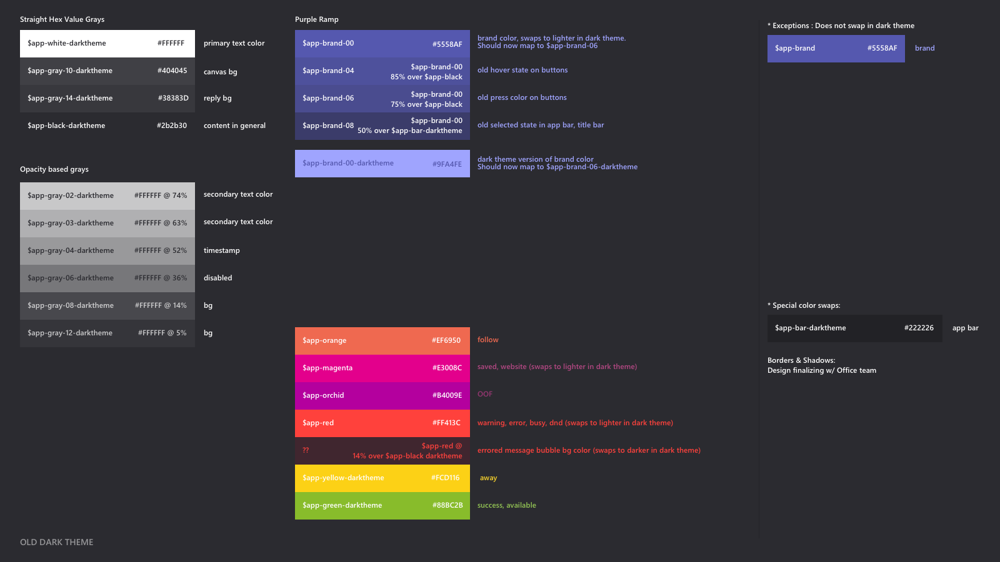 Straight Hex Value Grays
$app-white-darktheme #FFFFFF primary text color
$app-gray-10-darktheme #404045 canvas bg
$app-gray-14-darktheme #38383D reply bg
$app-black-darktheme #2b2b30 content in general
Opacity based grays
$app-gray-02-darktheme #FFFFFF @ 74% secondary text color
$app-gray-03-darktheme #FFFFFF @ 63% secondary text color
$app-gray-04-darktheme #FFFFFF @ 52% timestamp
$app-gray-06-darktheme #FFFFFF @ 36% disabled
$app-gray-08-darktheme #FFFFFF @ 14% bg
$app-gray-12-darktheme #FFFFFF @ 5% bg
Purple Ramp
$app-brand-00 #5558AF
brand color, swaps to lighter in dark theme.
Should now map to $app-brand-06
$app-brand-04
$app-brand-00
85% over $app-black
old hover state on buttons
$app-brand-06
$app-brand-00
75% over $app-black
old press color on buttons
$app-brand-08
$app-brand-00
50% over $app-bar-darktheme
old selected state in app bar, title bar
$app-brand-00-darktheme #9FA4FE
dark theme version of brand color
Should now map to $app-brand-06-darktheme
$app-orange #EF6950 follow
$app-magenta #E3008C saved, website (swaps to lighter in dark theme)
$app-orchid #B4009E OOF
$app-red #FF413C warning, error, busy, dnd (swaps to lighter in dark theme)
??
$app-red @
14% over $app-black darktheme
errored message bubble bg color (swaps to darker in dark theme)
$app-yellow-darktheme #FCD116 away
$app-green-darktheme #88BC2B success, available
* Exceptions : Does not swap in dark theme
$app-brand #5558AF brand
* Special color swaps:
$app-bar-darktheme #222226 app bar
Borders & Shadows:
Design finalizing w/ Office team
OLD DARK THEME